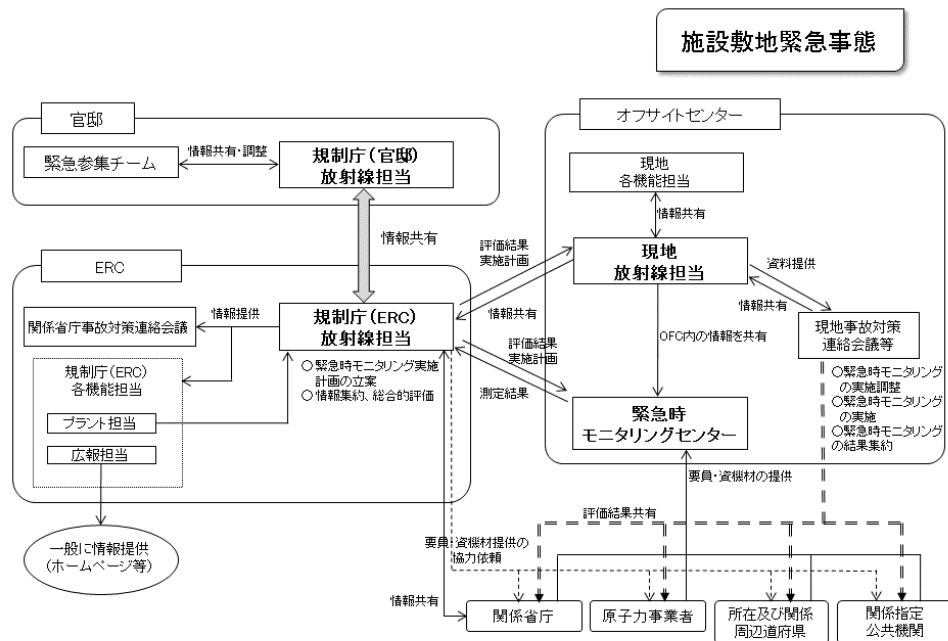 施設敷地緊急事態
官邸
緊急参集チーム
情報共有・調整
規制庁(官邸)
放射線担当
情報共有
ERC
関係省庁事故対策連絡会議
情報提供
規制庁(ERC)
放射線担当
○緊急時モニタリング実施
計画の立案
○情報集約、総合的評価
規制庁(ERC)
各機能担当
プラント担当
広報担当
一般に情報提供
(ホームページ等)
評価結果
実施計画
情報共有
評価結果
実施計画
測定結果
オフサイトセンター
現地
各機能担当
情報共有
現地
放射線担当
資料提供
情報共有
OFC内の情報を共有
現地事故対策
連絡会議等
○緊急時モニタリング
の実施調整
○緊急時モニタリング
の実施
○緊急時モニタリング
の結果集約
緊急時
モニタリングセンター
要員・資機材の提供
評価結果共有
要員・資機材提供の
協力依頼
情報共有
関係省庁
原子力事業者
所在及び関係
周辺道府県
関係指定
公共機関